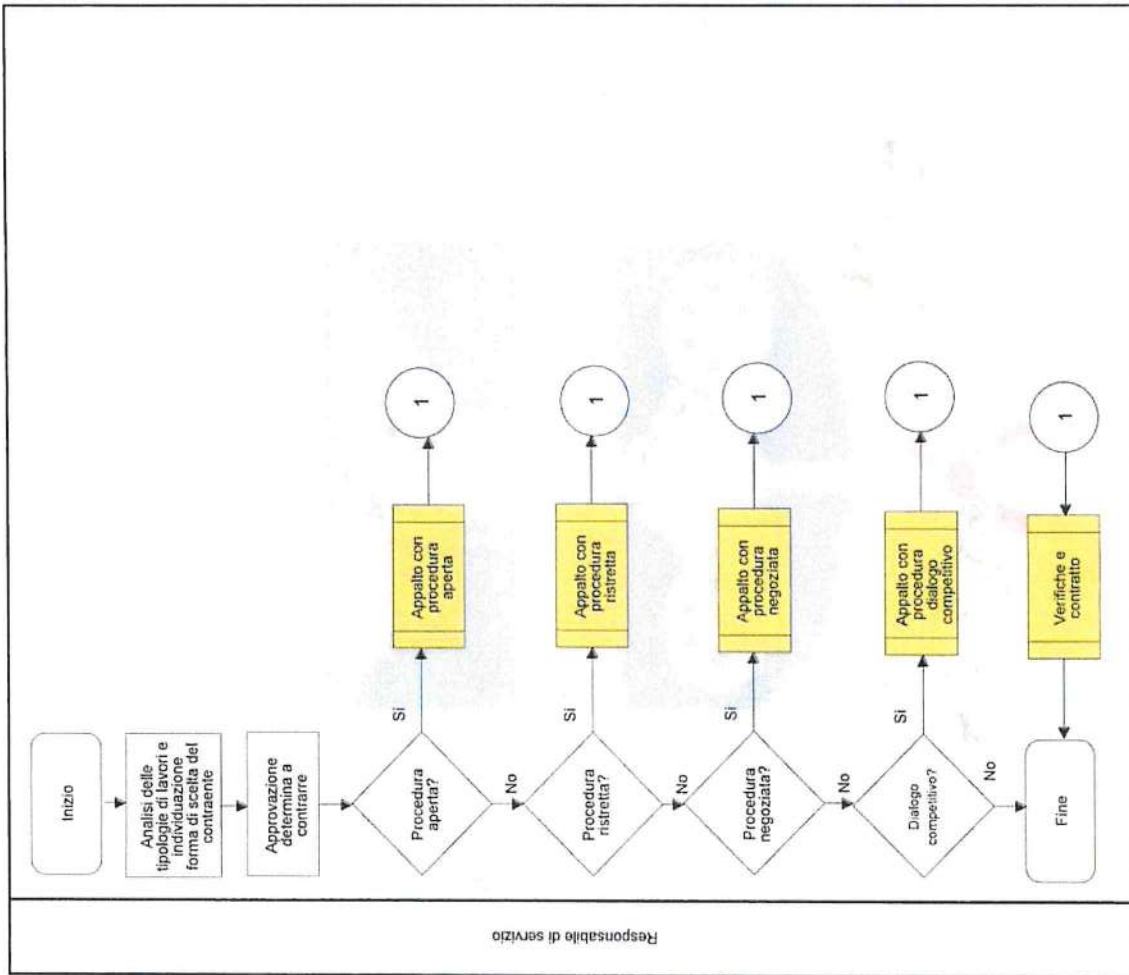 Inizio
Analisi delle
tipologie di lavori e
individuazione
forma di scelta del
contraente
Approvazione
determina a
contrarre
Procedura
aperta?
Si
Appalto con
procedura
aperta
1
No
Procedura
ristretta?
Si
Appalto con
procedura
ristretta
1
No
Procedura
negoziata?
Si
Appalto con
procedura
negoziata
1
No
Dialogo
competitivo?
Si
Appalto con
procedura
dialogo
competitivo
1
No
Fine
Verifiche e
contratto
1
Responsabile di servizio